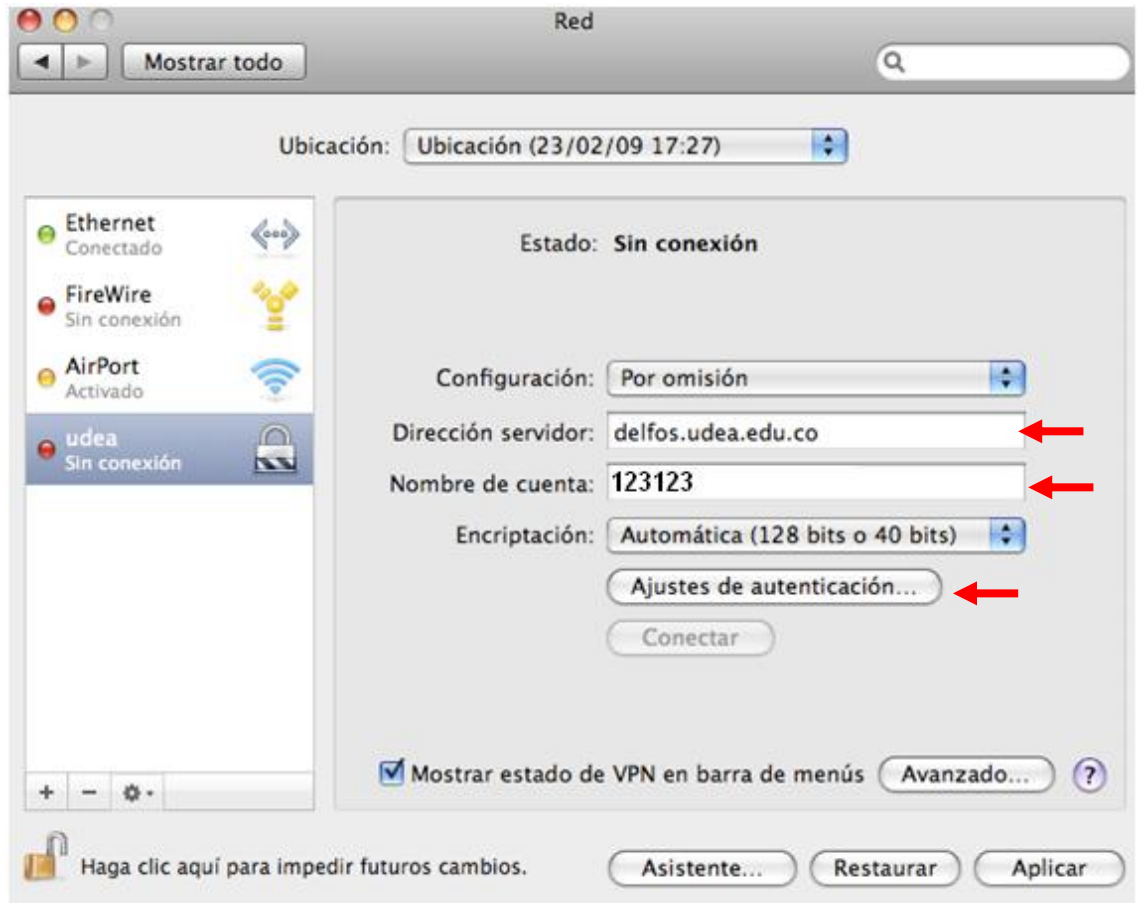 Red
Mostrar todo
Ubicación: Ubicación (23/02/09 17:27)
Ethernet
Conectado
FireWire
Sin conexión
AirPort
Activado
udea
Sin conexión
Estado: Sin conexión
Configuración: Por omisión
Dirección servidor: delfos.udea.edu.co
Nombre de cuenta: 123123
Encriptación: Automática (128 bits o 40 bits)
Ajustes de autenticación...
Conectar
Mostrar estado de VPN en barra de menús Avanzado... ?
Haga clic aquí para impedir futuros cambios. Asistente... Restaurar Aplicar